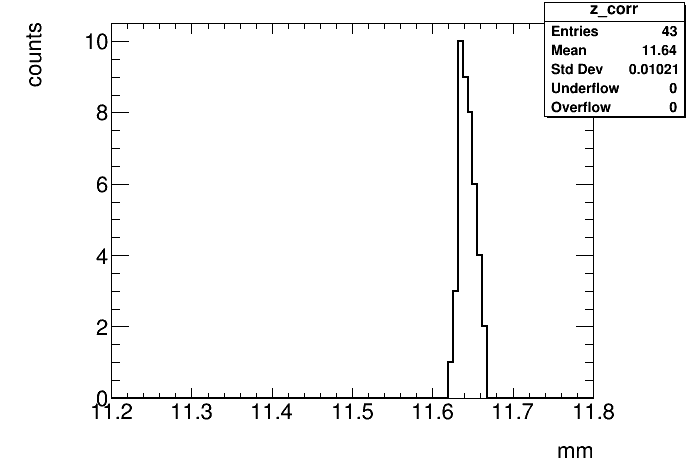 z_corr
Entries 43
Mean 11.64
Std Dev 0.01021
Underflow 0
Overflow 0
counts
10
8
6
4
2
0
11.2 11.3 11.4 11.5 11.6 11.7 11.8
mm